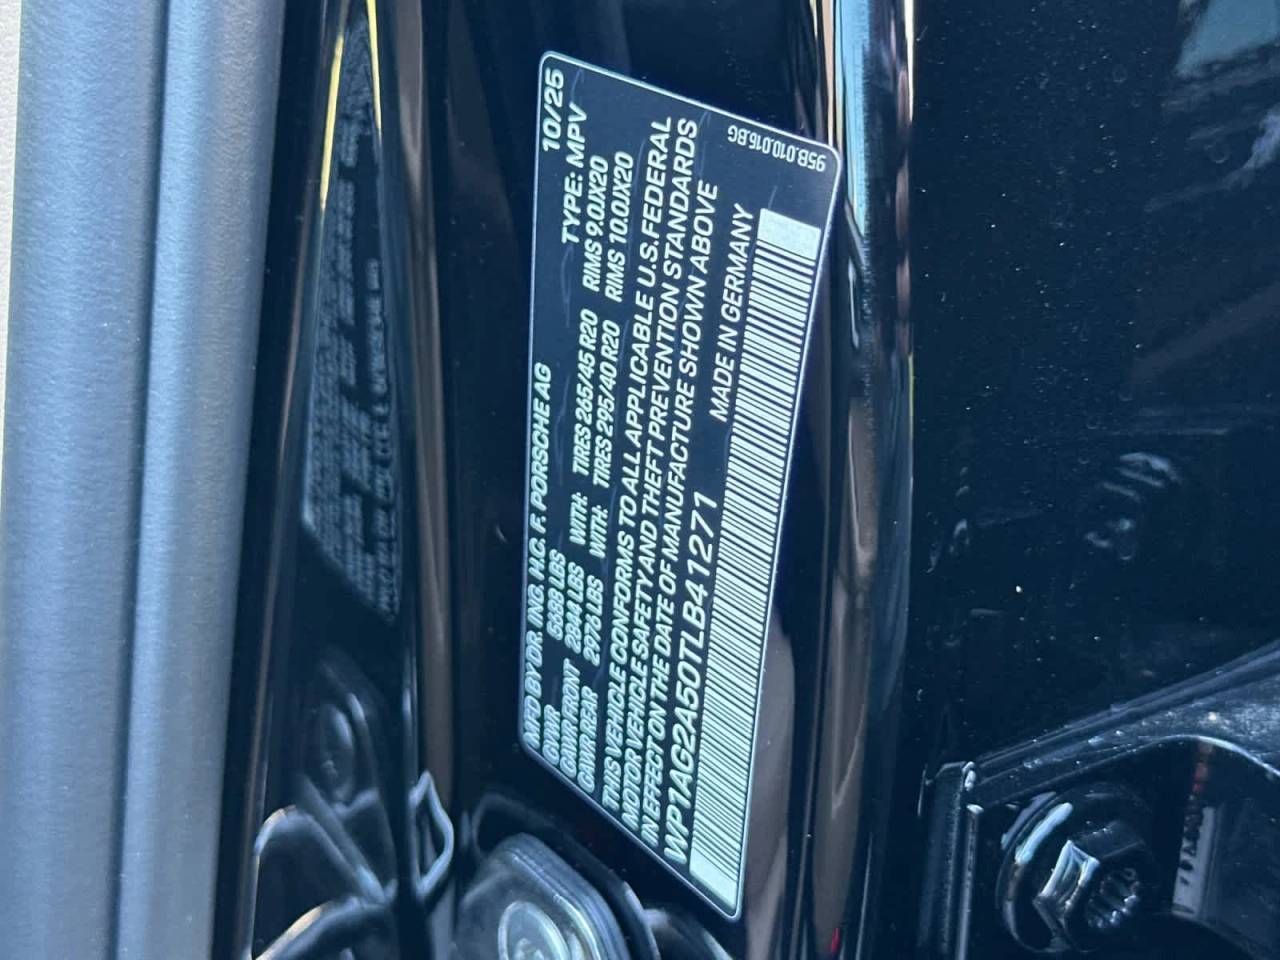 MFD BY DR. ING. H.C. F. PORSCHE AG 10/25
GVWR 5688 LBS TYPE: MPV
GAWR FRONT 2844 LBS WITH: TIRES 265/45 R20 RIMS 9.0JX20
GAWR REAR 2976 LBS WITH: TIRES 295/40 R20 RIMS 10.0JX20
THIS VEHICLE CONFORMS TO ALL APPLICABLE U.S. FEDERAL
MOTOR VEHICLE SAFETY AND THEFT PREVENTION STANDARDS
IN EFFECT ON THE DATE OF MANUFACTURE SHOWN ABOVE
WP1AG2A50TLB41271 MADE IN GERMANY
95B.010.016.BG